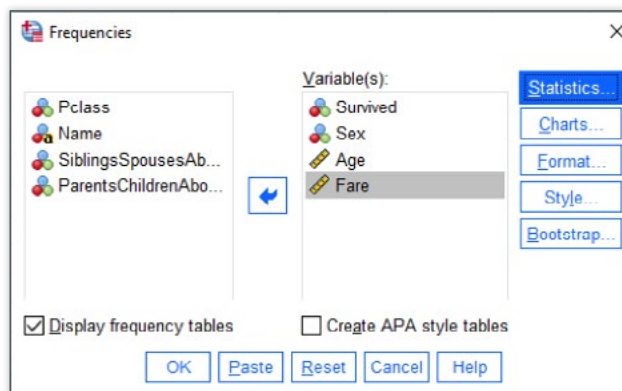 Frequencies
Variable(s):
Pclass
Name
SiblingsSpousesAb...
ParentsChildrenAbo...
Survived
Sex
Age
Fare
Statistics...
Charts...
Format...
Style...
Bootstrap...
Display frequency tables
Create APA style tables
OK Paste Reset Cancel Help